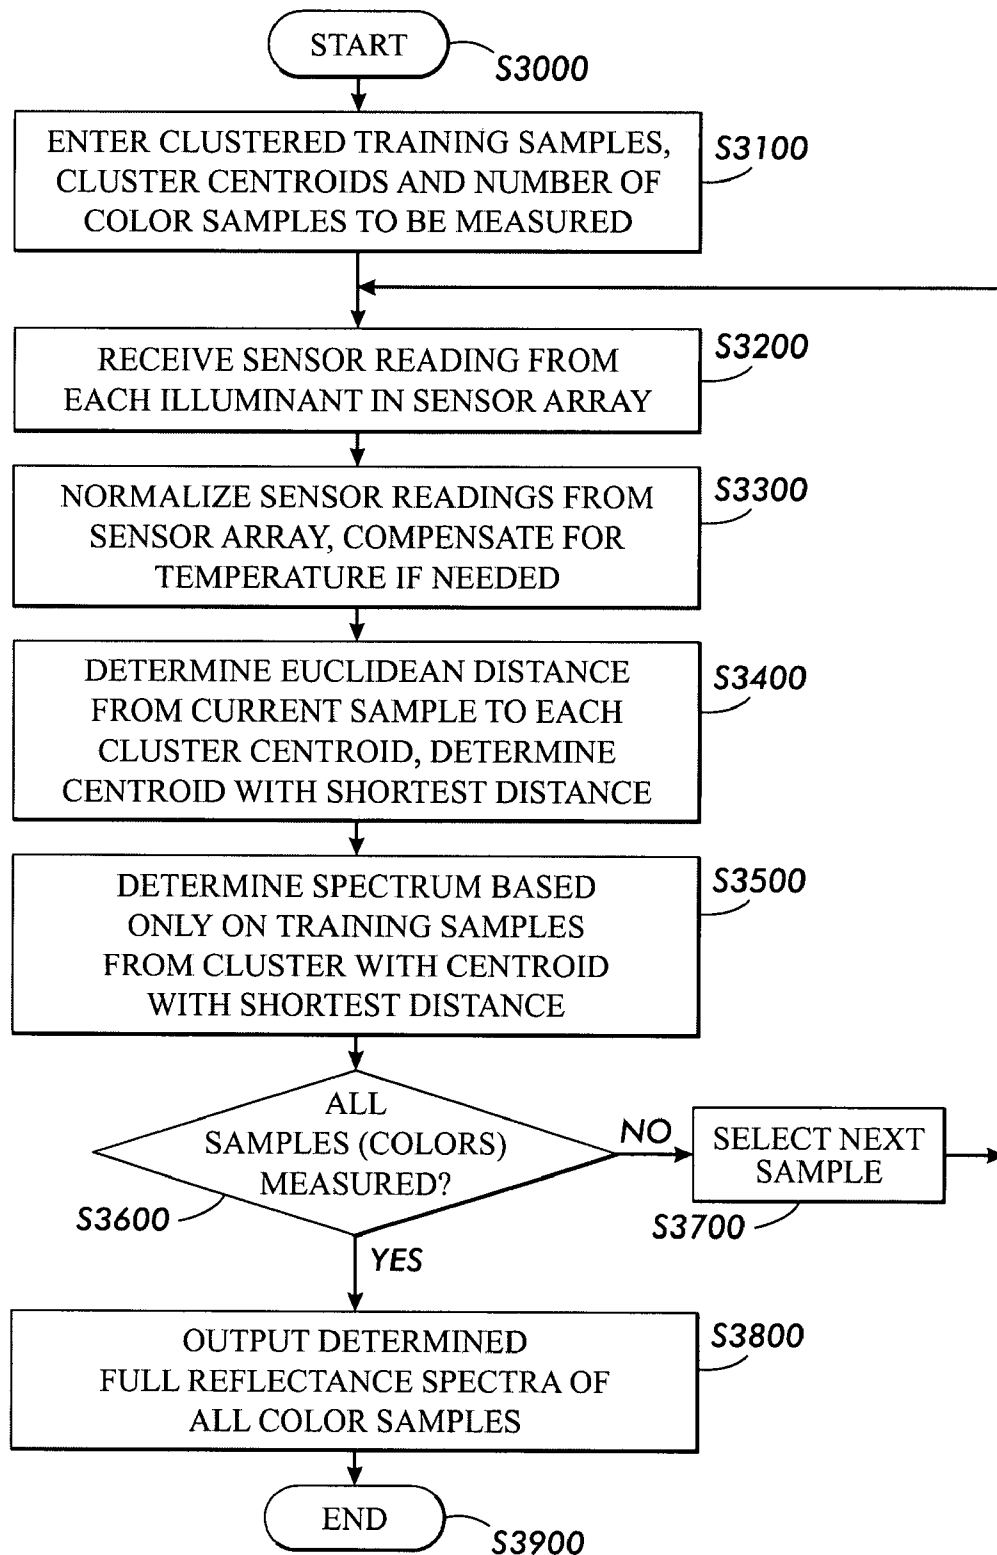 START
S3000
ENTER CLUSTERED TRAINING SAMPLES,
CLUSTER CENTROIDS AND NUMBER OF
COLOR SAMPLES TO BE MEASURED
S3100
RECEIVE SENSOR READING FROM
EACH ILLUMINANT IN SENSOR ARRAY
S3200
NORMALIZE SENSOR READINGS FROM
SENSOR ARRAY, COMPENSATE FOR
TEMPERATURE IF NEEDED
S3300
DETERMINE EUCLIDEAN DISTANCE
FROM CURRENT SAMPLE TO EACH
CLUSTER CENTROID, DETERMINE
CENTROID WITH SHORTEST DISTANCE
S3400
DETERMINE SPECTRUM BASED
ONLY ON TRAINING SAMPLES
FROM CLUSTER WITH CENTROID
WITH SHORTEST DISTANCE
S3500
ALL
SAMPLES (COLORS)
MEASURED?
S3600
NO
SELECT NEXT
SAMPLE
S3700
YES
OUTPUT DETERMINED
FULL REFLECTANCE SPECTRA OF
ALL COLOR SAMPLES
S3800
END
S3900